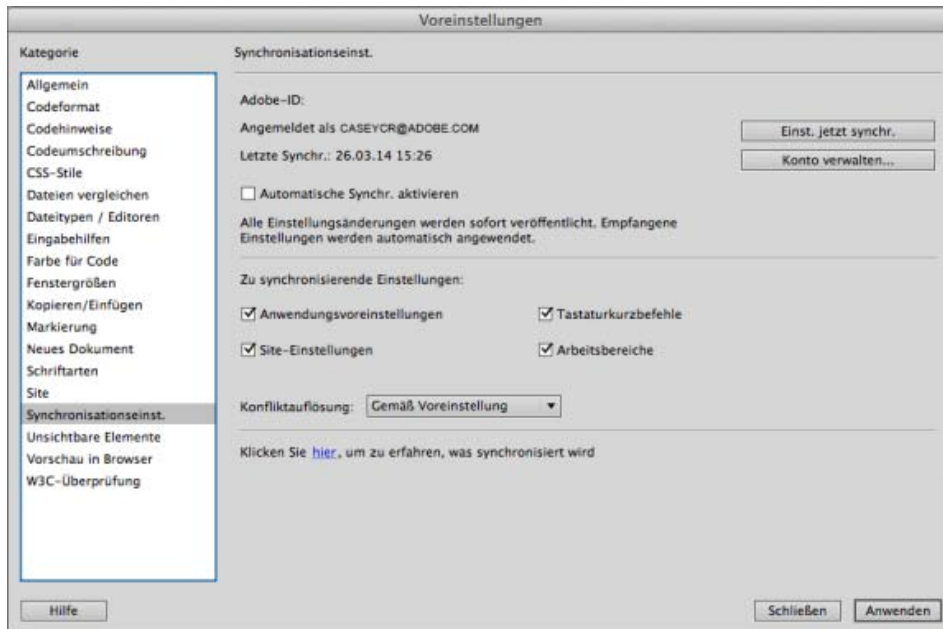 Voreinstellungen
Kategorie
Allgemein
Codeformat
Codehinweise
Codeumschreibung
CSS-Stile
Dateien vergleichen
Dateitypen / Editoren
Eingabehilfen
Farbe für Code
Fenstergrößen
Kopieren/Einfügen
Markierung
Neues Dokument
Schriftarten
Site
Synchronisationseinst.
Unsichtbare Elemente
Vorschau in Browser
W3C-Überprüfung
Synchronisationseinst.
Adobe-ID:
Angemeldet als CASEYCR@ADOBE.COM
Einst. jetzt synchr.
Letzte Synchr.: 26.03.14 15:26
Konto verwalten...
Automatische Synchr. aktivieren
Alle Einstellungsänderungen werden sofort veröffentlicht. Empfangene
Einstellungen werden automatisch angewendet.
Zu synchronisierende Einstellungen:
Anwendungsvoreinstellungen
Tastaturkurzbefehle
Site-Einstellungen
Arbeitsbereiche
Konfliktauflösung: Gemäß Voreinstellung
Klicken Sie hier, um zu erfahren, was synchronisiert wird
Hilfe
Schließen
Anwenden